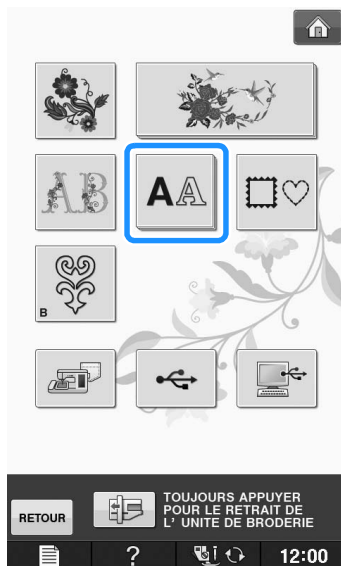 AB
AA
B
RETOUR
TOUJOURS APPUYER
POUR LE RETRAIT DE
L' UNITE DE BRODERIE
?
12:00